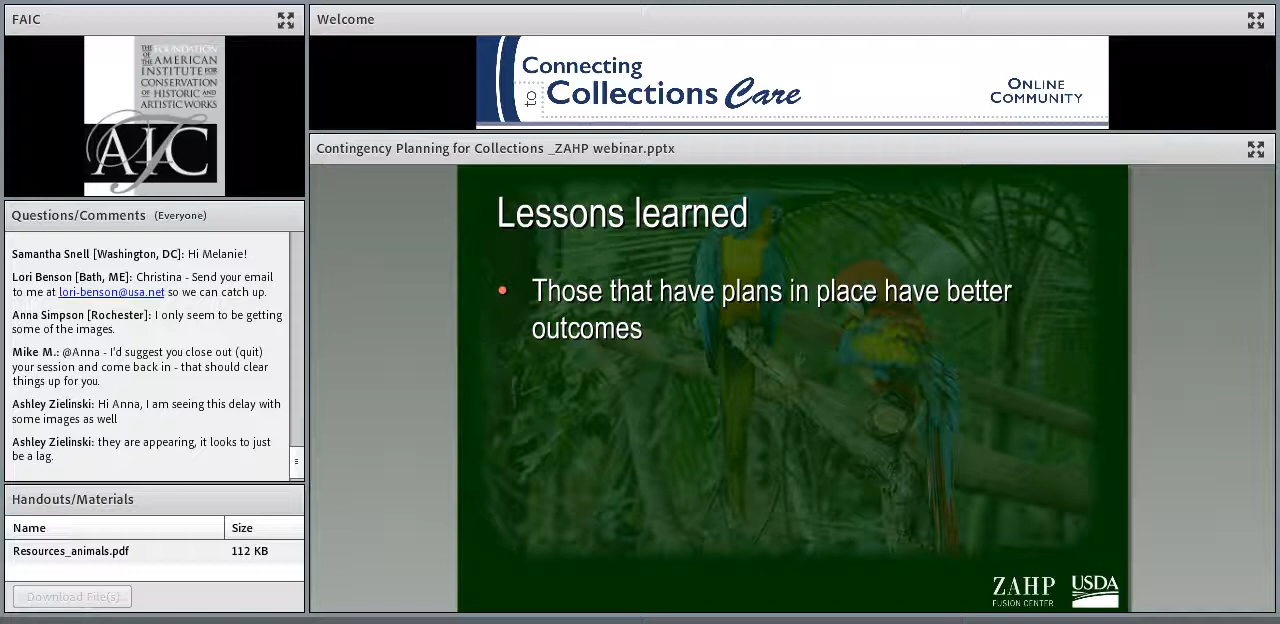 FAIC
THE FOUNDATION
OF THE AMERICAN
INSTITUTE FOR
CONSERVATION
OF HISTORIC AND
ARTISTIC WORKS
AIC
Questions/Comments (Everyone)
Samantha Snell [Washington, DC]: Hi Melanie!
Lori Benson [Bath, ME]: Christina - Send your email
to me at lori-benson@usa.net so we can catch up.
Anna Simpson [Rochester]: I only seem to be getting
some of the images.
Mike M.: @Anna - I'd suggest you close out (quit)
your session and come back in - that should clear
things up for you.
Ashley Zielinski: Hi Anna, I am seeing this delay with
some images as well
Ashley Zielinski: they are appearing, it looks to just
be a lag.
Handouts/Materials
Name Size
Resources_animals.pdf 112 KB
Download File(s)
Welcome
Connecting
to Collections Care
ONLINE
COMMUNITY
Contingency Planning for Collections _ZAHP webinar.pptx
Lessons learned
• Those that have plans in place have better
outcomes
ZAHP
FUSION CENTER
USDA